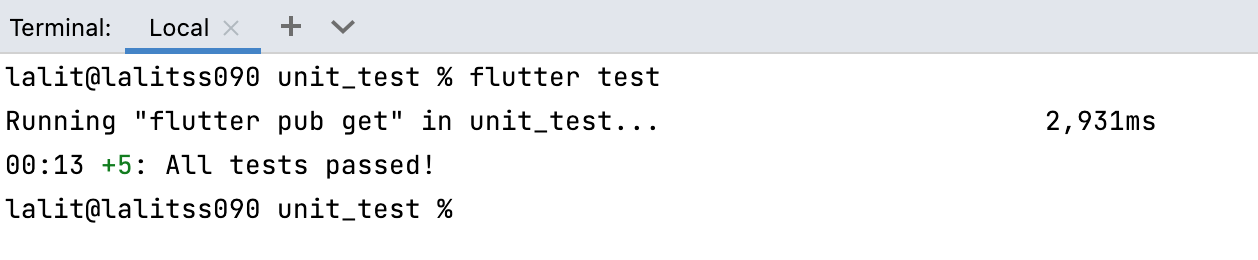 Terminal: Local
lalit@lalitss090 unit_test % flutter test
Running "flutter pub get" in unit_test... 2,931ms
00:13 +5: All tests passed!
lalit@lalitss090 unit_test %